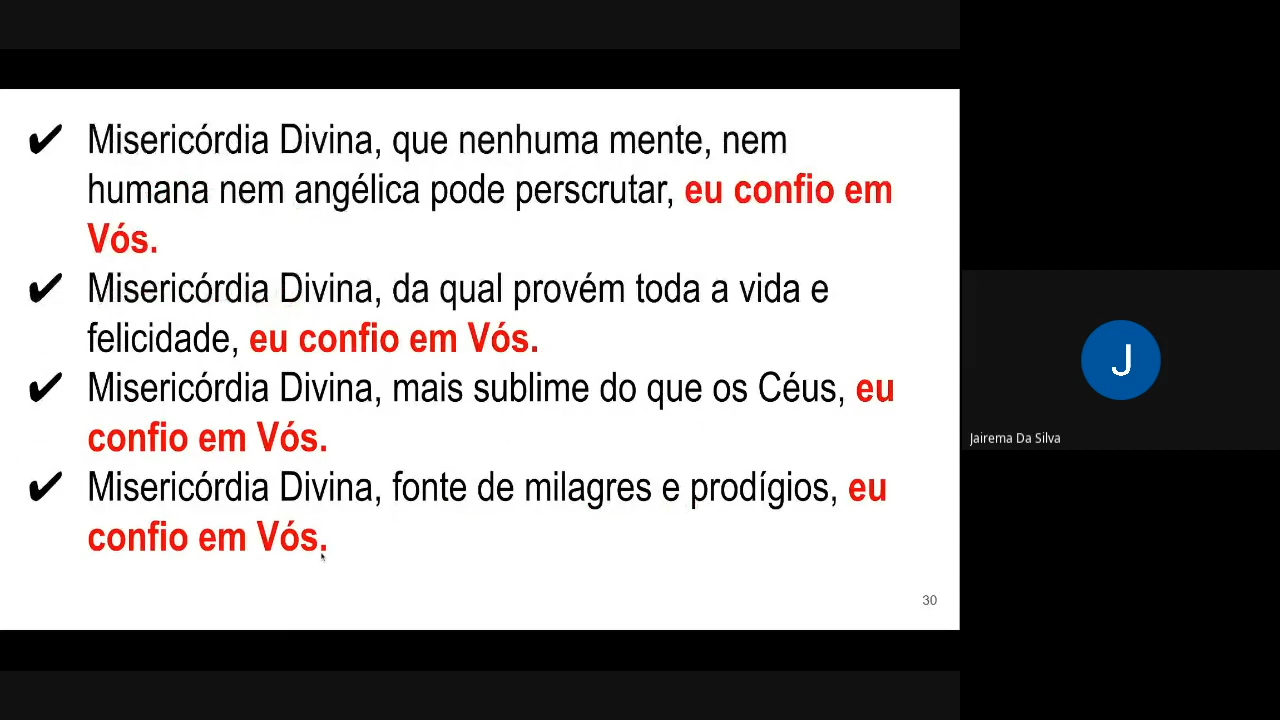 ✔ Misericórdia Divina, que nenhuma mente, nem
humana nem angélica pode perscrutar, eu confio em
Vós.
✔ Misericórdia Divina, da qual provém toda a vida e
felicidade, eu confio em Vós.
✔ Misericórdia Divina, mais sublime do que os Céus, eu
confio em Vós.
✔ Misericórdia Divina, fonte de milagres e prodígios, eu
confio em Vós.
30
J
Jairema Da Silva